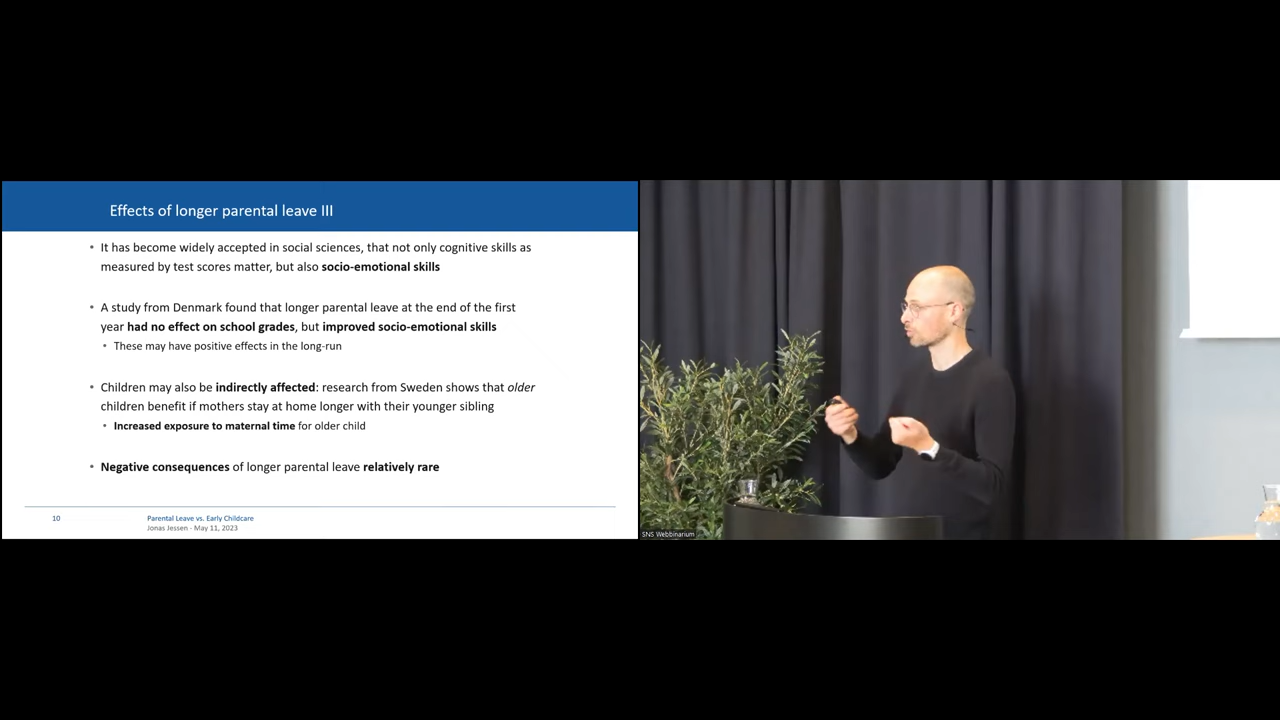 Effects of longer parental leave III
• It has become widely accepted in social sciences, that not only cognitive skills as
measured by test scores matter, but also socio-emotional skills
• A study from Denmark found that longer parental leave at the end of the first
year had no effect on school grades, but improved socio-emotional skills
• These may have positive effects in the long-run
• Children may also be indirectly affected: research from Sweden shows that older
children benefit if mothers stay at home longer with their younger sibling
• Increased exposure to maternal time for older child
• Negative consequences of longer parental leave relatively rare
10
Parental Leave vs. Early Childcare
Jonas Jessen - May 11, 2023
SNS Webbinarium